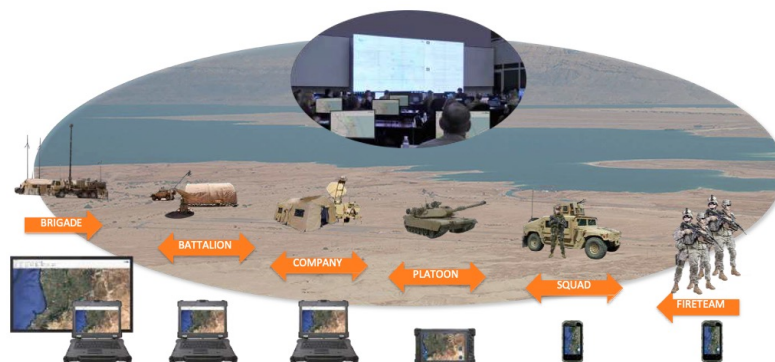 BRIGADE
BATTALION
COMPANY
PLATOON
SQUAD
FIRETEAM